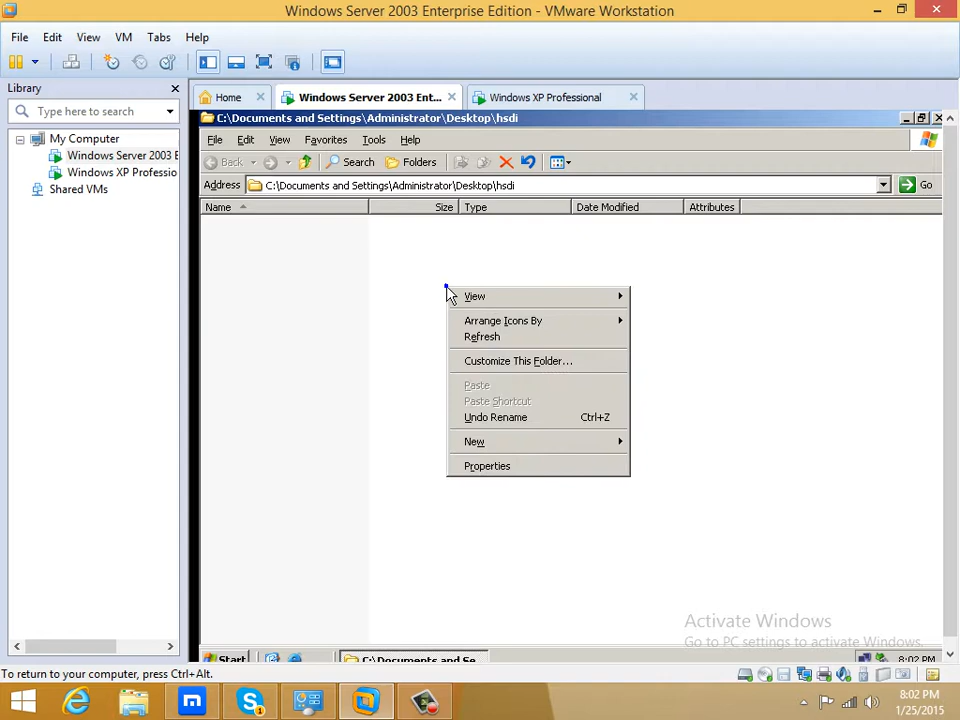 Windows Server 2003 Enterprise Edition - VMware Workstation
File Edit View VM Tabs Help
Library
Type here to search
My Computer
Windows Server 2003 E
Windows XP Professio
Shared VMs
Home Windows Server 2003 Ent... Windows XP Professional
C:\Documents and Settings\Administrator\Desktop\hsdi
File Edit View Favorites Tools Help
Back Search Folders
Address C:\Documents and Settings\Administrator\Desktop\hsdi Go
Name Size Type Date Modified Attributes
View
Arrange Icons By
Refresh
Customize This Folder...
Paste
Paste Shortcut
Undo Rename Ctrl+Z
New
Properties
Activate Windows
Go to PC settings to activate Windows.
Start C:\Documents and Se... 8:02 PM
To return to your computer, press Ctrl+Alt.
8:02 PM
1/25/2015